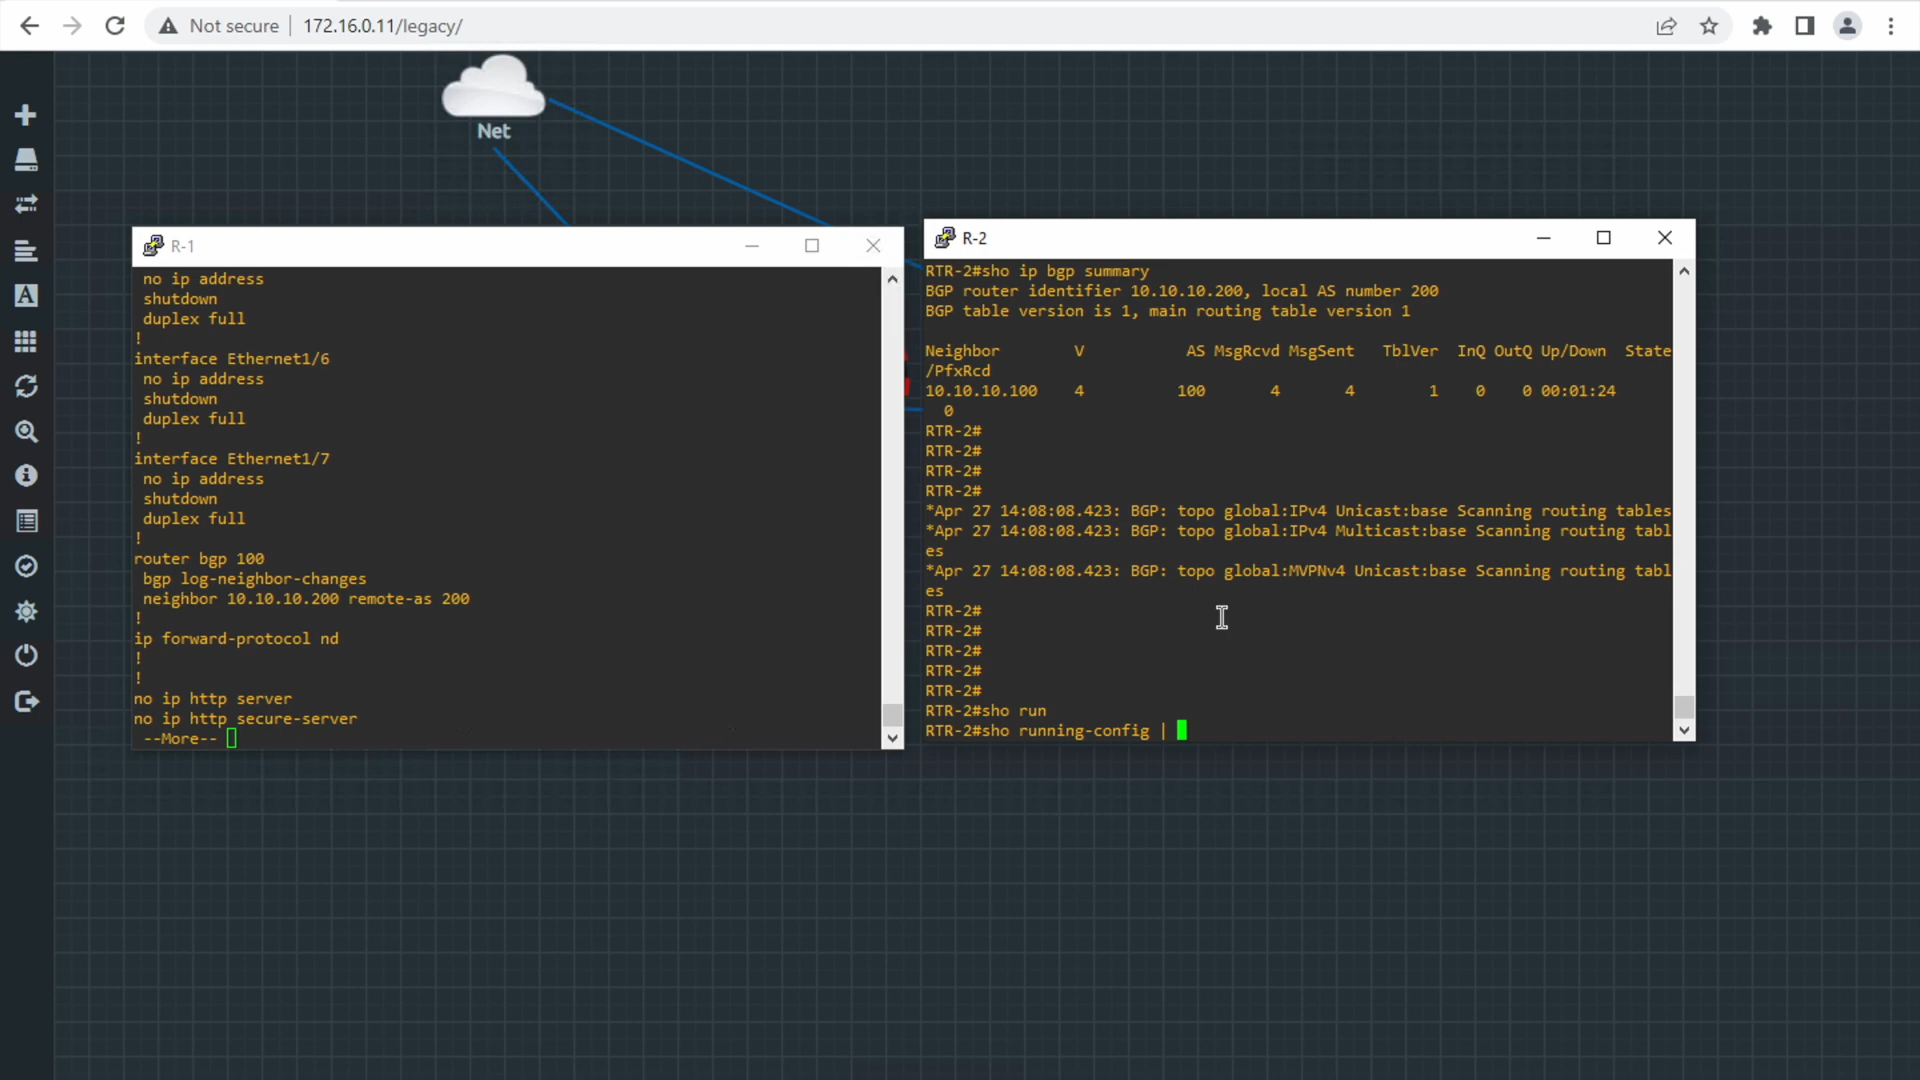 Not secure
172.16.0.11/legacy/
Net
R-1
no ip address
shutdown
duplex full
!
interface Ethernet1/6
no ip address
shutdown
duplex full
!
interface Ethernet1/7
no ip address
shutdown
duplex full
!
router bgp 100
bgp log-neighbor-changes
neighbor 10.10.10.200 remote-as 200
!
ip forward-protocol nd
!
!
no ip http server
no ip http secure-server
--More--
R-2
RTR-2#sho ip bgp summary
BGP router identifier 10.10.10.200, local AS number 200
BGP table version is 1, main routing table version 1
Neighbor V AS MsgRcvd MsgSent TblVer InQ OutQ Up/Down State
/PfxRcd
10.10.10.100 4 100 4 4 1 0 0 00:01:24
0
RTR-2#
RTR-2#
RTR-2#
RTR-2#
*Apr 27 14:08:08.423: BGP: topo global:IPv4 Unicast:base Scanning routing tables
*Apr 27 14:08:08.423: BGP: topo global:IPv4 Multicast:base Scanning routing tabl
es
*Apr 27 14:08:08.423: BGP: topo global:MVPNv4 Unicast:base Scanning routing tabl
es
RTR-2#
RTR-2#
RTR-2#
RTR-2#
RTR-2#
RTR-2#sho run
RTR-2#sho running-config |